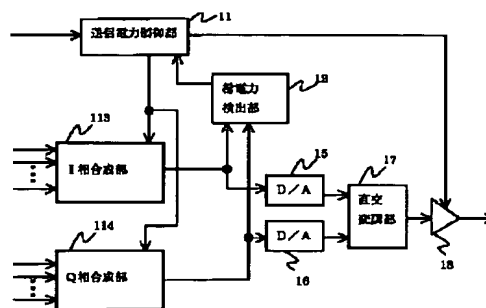 11
送信電力制御部
12
総電力
検出部
113
I相合成部
15
D/A
17
直交
変調部
114
Q相合成部
D/A
16
18